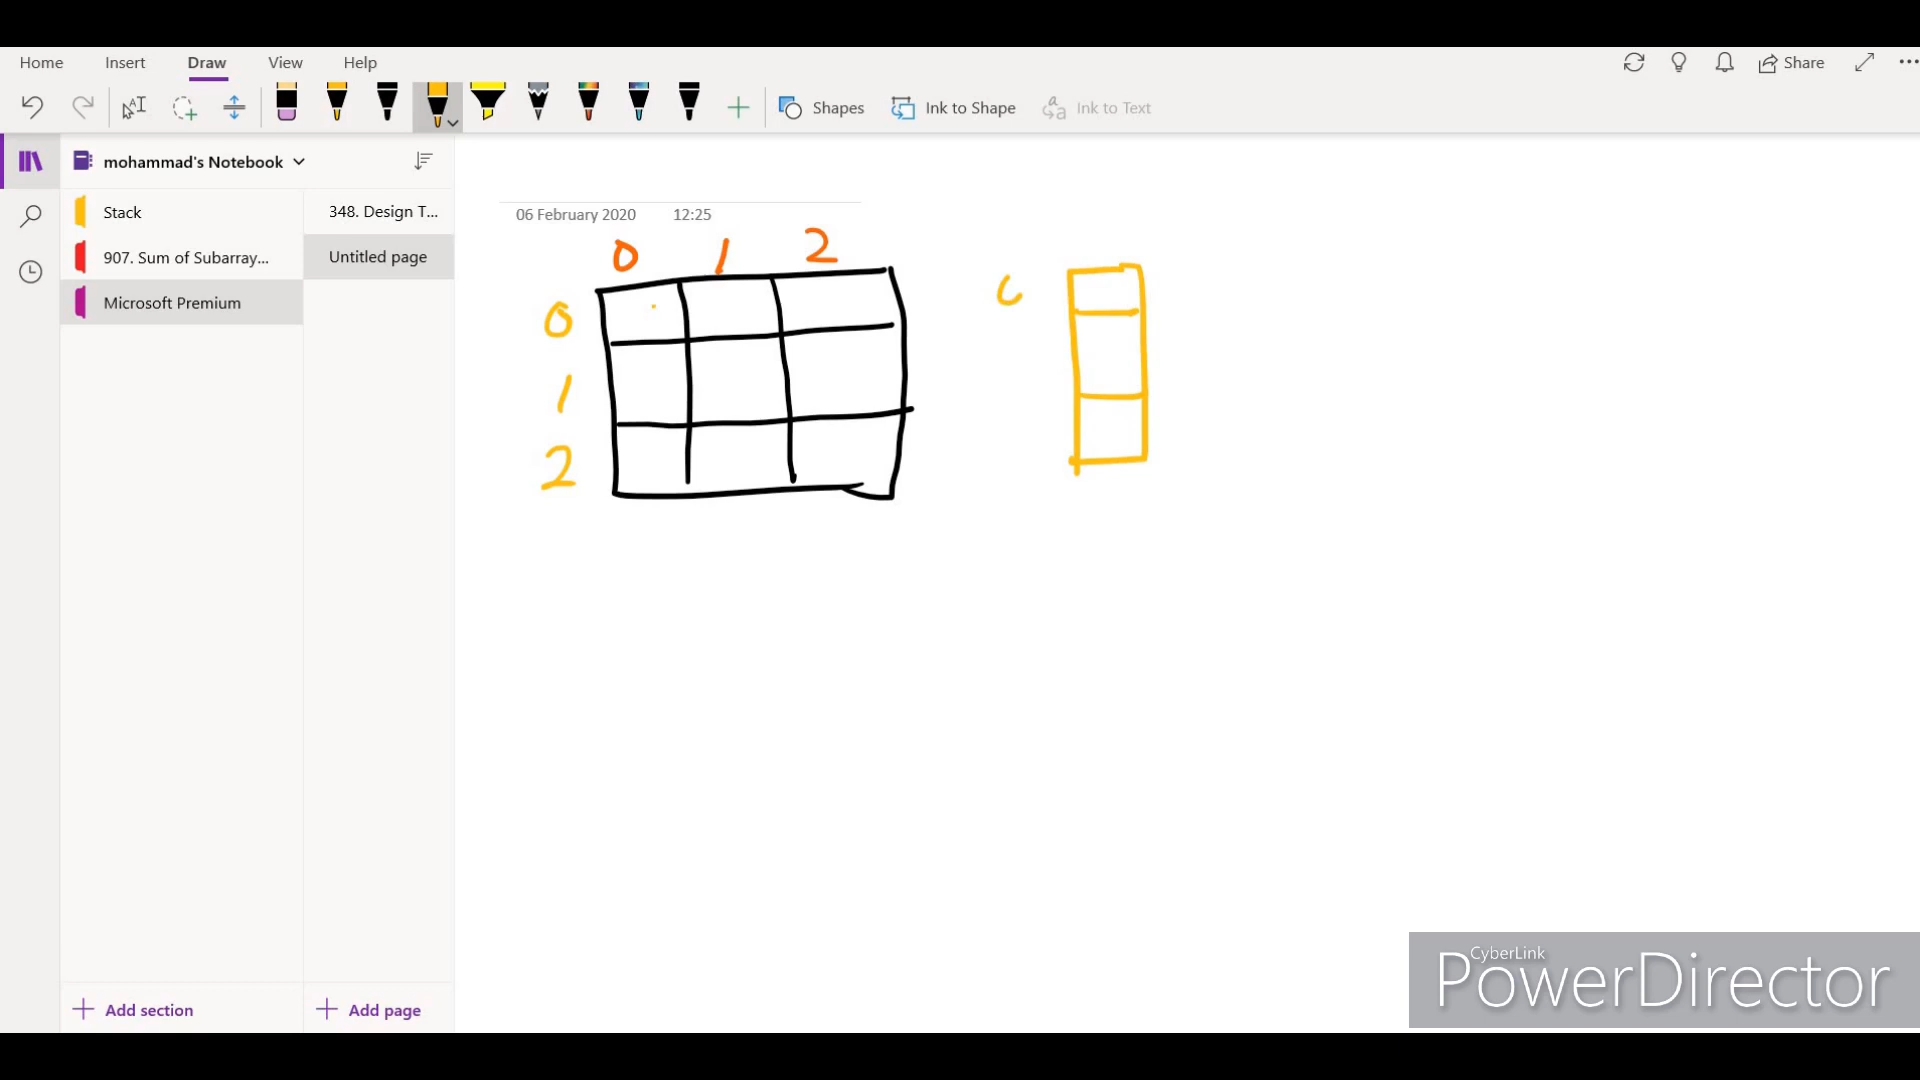 Home Insert Draw View Help Share
Shapes Ink to Shape Ink to Text
mohammad's Notebook
Stack
907. Sum of Subarray...
Microsoft Premium
348. Design T...
Untitled page
06 February 2020 12:25
0 1 2
0
1
2
Add section
Add page
CyberLink
PowerDirector